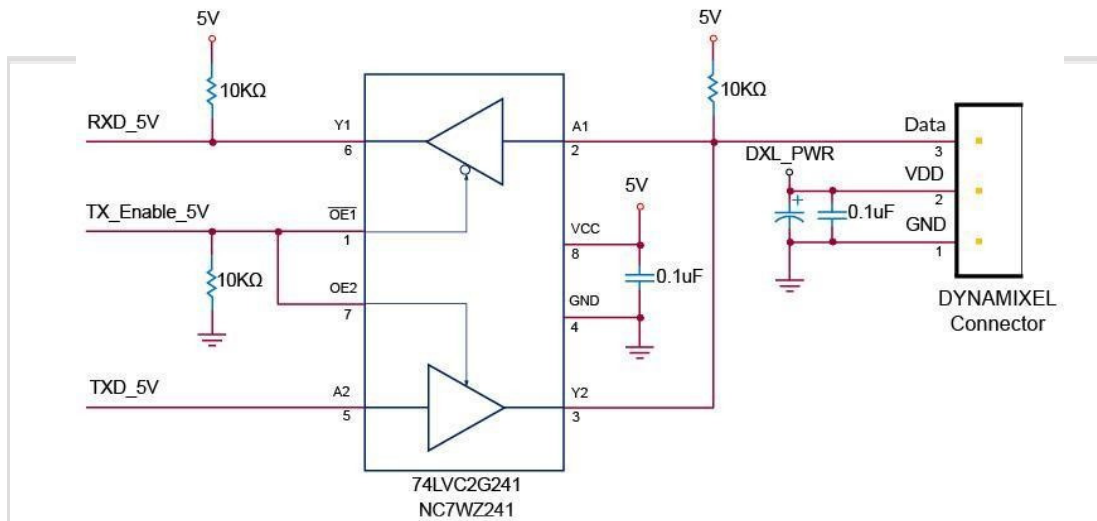 5V
5V
10KΩ
10KΩ
RXD_5V
Y1
6
A1
2
Data
3
DXL_PWR
VDD
2
5V
TX_Enable_5V
OE1
1
VCC
8
0.1uF
GND
1
10KΩ
OE2
7
0.1uF
GND
4
DYNAMIXEL
Connector
TXD_5V
A2
5
Y2
3
74LVC2G241
NC7WZ241